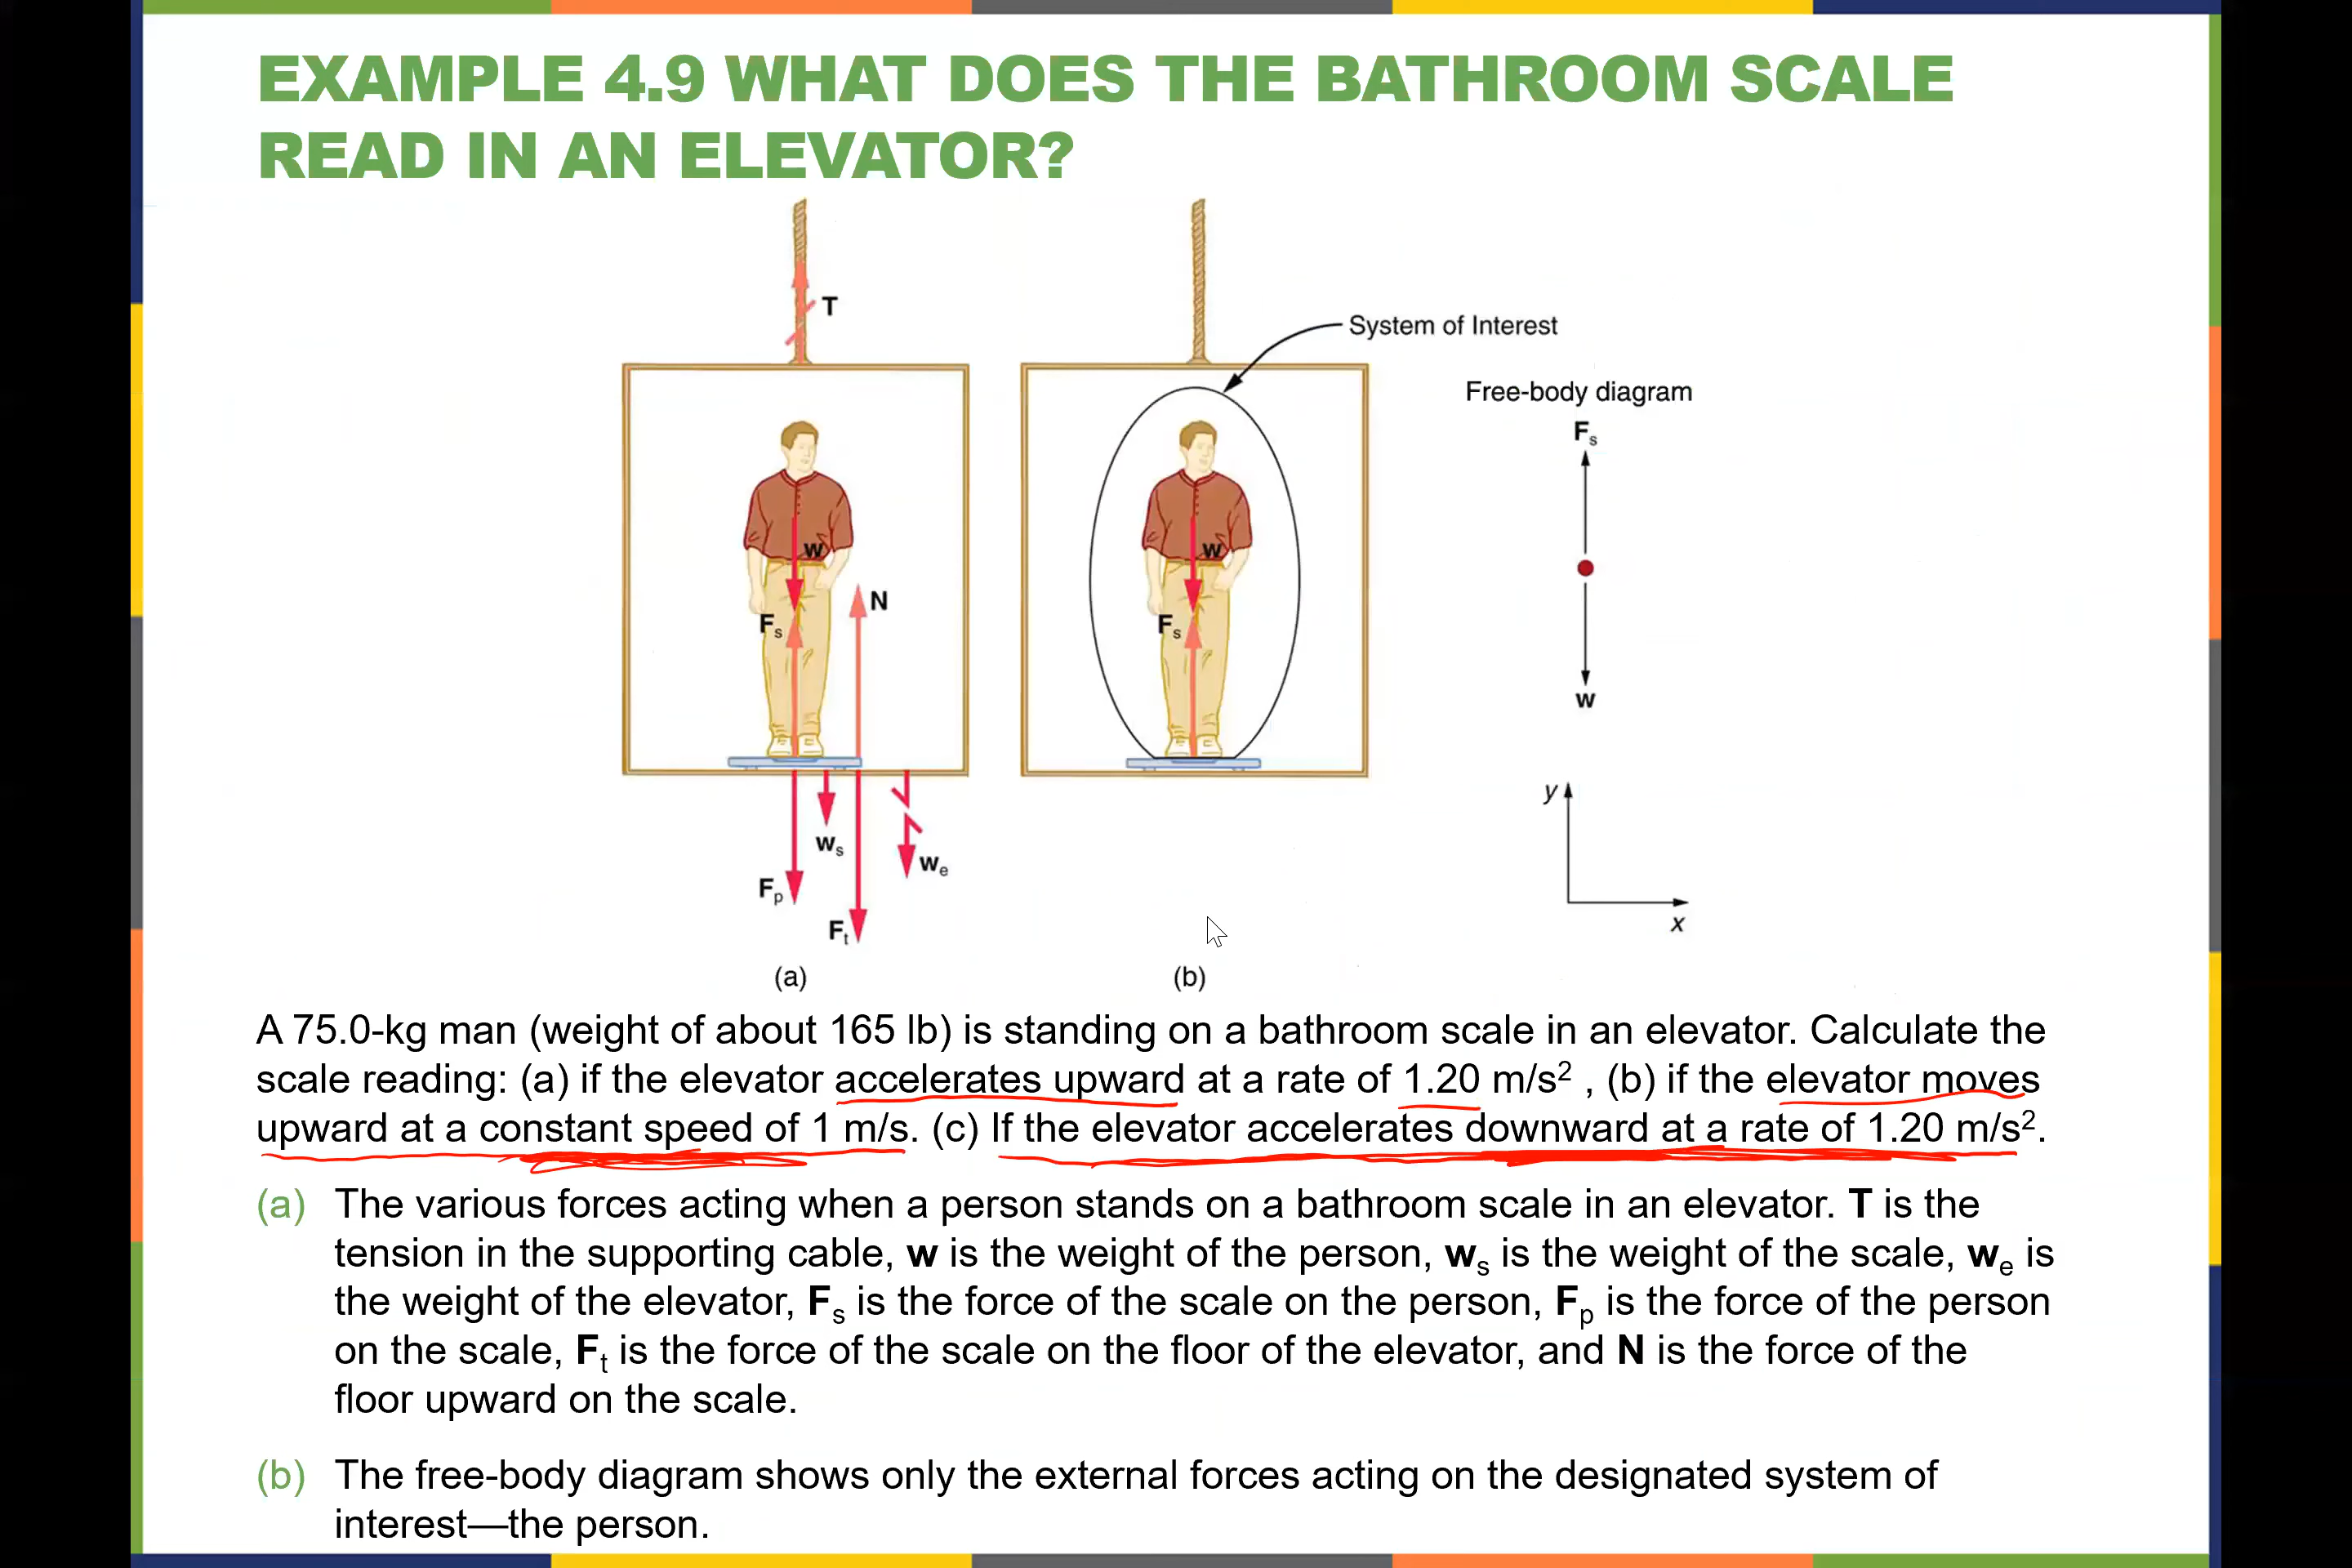 EXAMPLE 4.9 WHAT DOES THE BATHROOM SCALE
READ IN AN ELEVATOR?
T
System of Interest
Free-body diagram
Fs
w
N
Fs
w
Fs
w
y
x
ws
we
Fp
Ft
(a)
(b)
A 75.0-kg man (weight of about 165 lb) is standing on a bathroom scale in an elevator. Calculate the
scale reading: (a) if the elevator accelerates upward at a rate of 1.20 m/s² , (b) if the elevator moves
upward at a constant speed of 1 m/s. (c) If the elevator accelerates downward at a rate of 1.20 m/s².
(a) The various forces acting when a person stands on a bathroom scale in an elevator. T is the
tension in the supporting cable, w is the weight of the person, ws is the weight of the scale, we is
the weight of the elevator, Fs is the force of the scale on the person, Fp is the force of the person
on the scale, Ft is the force of the scale on the floor of the elevator, and N is the force of the
floor upward on the scale.
(b) The free-body diagram shows only the external forces acting on the designated system of
interest—the person.